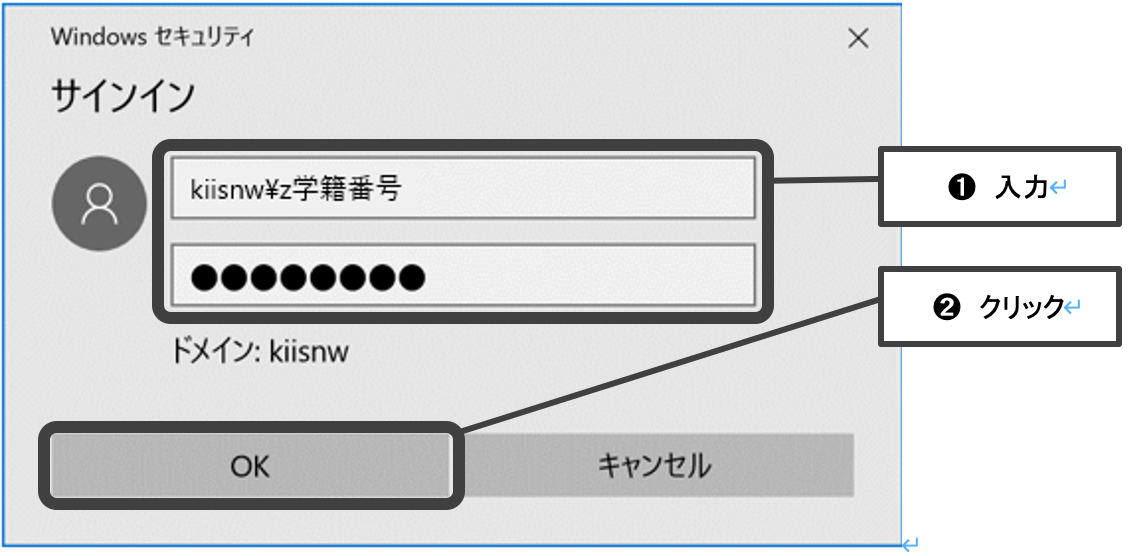 Windows セキュリティ
サインイン
kiisnw¥z学籍番号
●●●●●●●●
ドメイン: kiisnw
OK
キャンセル
❶ 入力↵
❷ クリック↵
↵